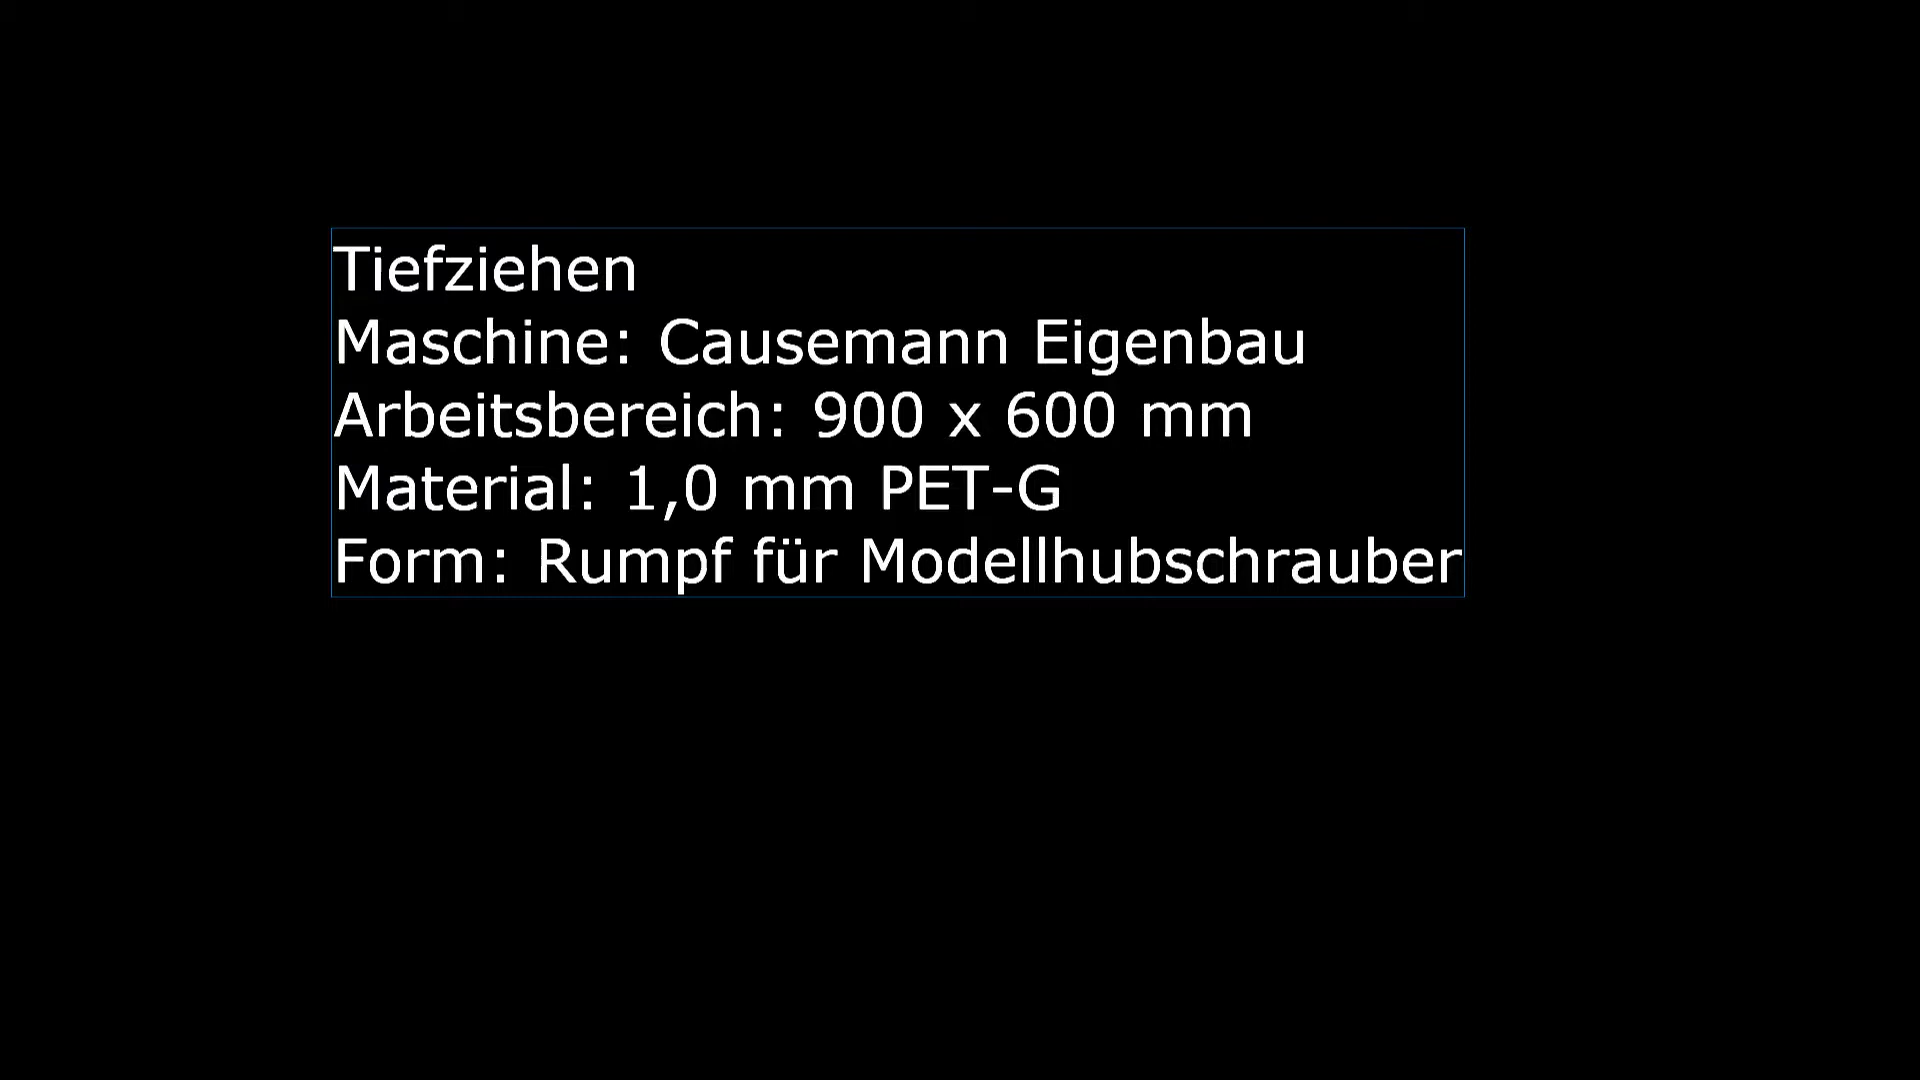 Tiefziehen
Maschine: Causemann Eigenbau
Arbeitsbereich: 900 x 600 mm
Material: 1,0 mm PET-G
Form: Rumpf für Modellhubschrauber